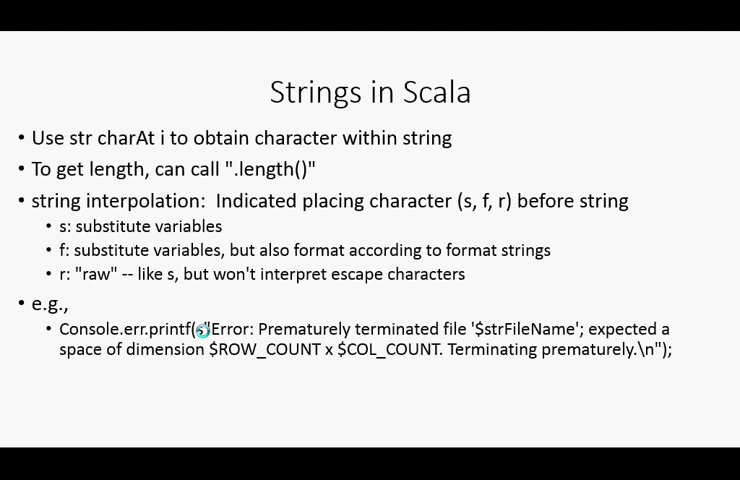 Strings in Scala
• Use str charAt i to obtain character within string
• To get length, can call ".length()"
• string interpolation: Indicated placing character (s, f, r) before string
• s: substitute variables
• f: substitute variables, but also format according to format strings
• r: "raw" -- like s, but won't interpret escape characters
• e.g.,
• Console.err.printf(s"Error: Prematurely terminated file '$strFileName'; expected a
space of dimension $ROW_COUNT x $COL_COUNT. Terminating prematurely.\n");